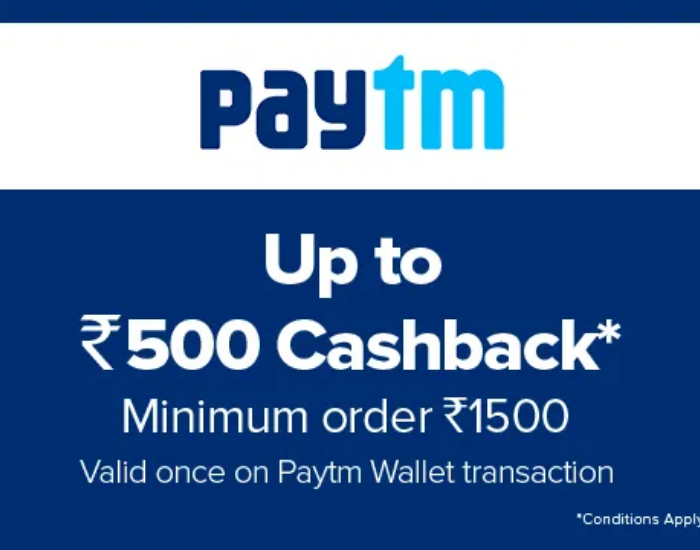 paytm
Up to
₹500 Cashback*
Minimum order ₹1500
Valid once on Paytm Wallet transaction
*Conditions Apply